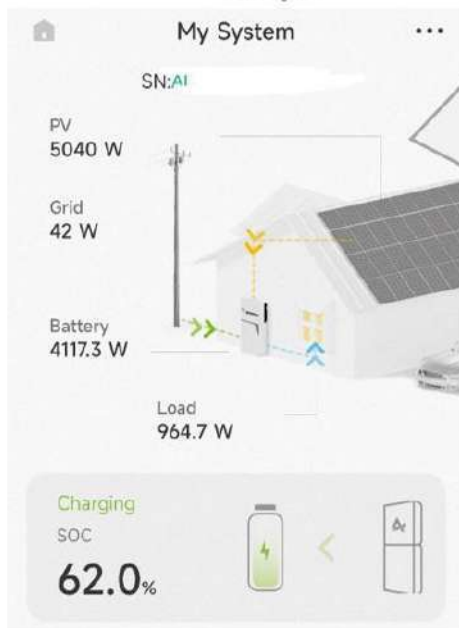 My System
SN:AI
PV
5040 W
Grid
42 W
Battery
4117.3 W
Load
964.7 W
Charging
SOC
62.0%